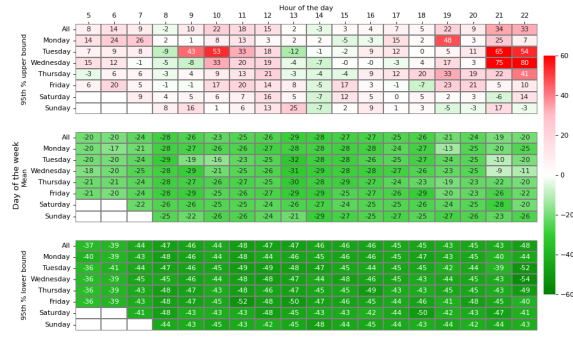 Hour of the day
5 6 7 8 9 10 11 12 13 14 15 16 17 18 19 20 21 22
95th % upper bound
All 8 14 9 -2 10 22 18 15 2 -3 3 4 7 5 22 9 34 33
Monday 14 24 26 2 1 13 13 4 3 2 -5 -3 15 2 48 3 25 7
Tuesday 7 9 8 -9 43 53 33 18 -12 -1 -2 9 12 0 5 11 65 54
Wednesday 15 12 -1 -5 -8 33 20 19 -4 -7 -0 -0 -3 4 17 3 75 80
Thursday -3 6 6 -3 4 9 13 21 -3 -4 -4 9 12 20 33 19 22 41
Friday 6 20 5 -1 -1 17 20 14 8 -5 17 3 -1 -7 23 21 5 10
Saturday 9 4 5 6 2 7 5 -7 12 5 0 5 2 3 -6 14
Sunday 8 16 1 6 13 25 -7 2 9 1 3 -5 -3 17 -3
Day of the week
Mean
All -20 -20 -24 -28 -26 -23 -25 -26 -29 -28 -27 -27 -25 -26 -21 -24 -19 -20
Monday -20 -17 -21 -26 -26 -26 -27 -28 -28 -28 -28 -28 -24 -27 -13 -25 -20 -25
Tuesday -20 -20 -24 -29 -19 -16 -23 -25 -32 -28 -28 -26 -25 -28 -26 -25 -10 -20
Wednesday -18 -20 -25 -28 -29 -21 -25 -26 -31 -31 -26 -27 -28 -27 -26 -23 -25 -9 -11
Thursday -21 -21 -24 -28 -27 -26 -25 -27 -30 -28 -29 -27 -24 -23 -19 -23 -22 -20
Friday -21 -20 -24 -28 -29 -25 -26 -27 -29 -29 -25 -28 -27 -26 -29 -20 -23 -26 -22
Saturday -22 -26 -25 -26 -27 -26 -24 -27 -24 -25 -25 -26 -24 -25 -28 -20
Sunday -25 -22 -26 -26 -24 -21 -29 -27 -25 -27 -25 -27 -26 -23 -26
95th % lower bound
All -37 -39 -44 -47 -46 -44 -48 -47 -47 -46 -46 -46 -45 -45 -43 -45 -43 -48
Monday -40 -39 -43 -48 -45 -46 -48 -46 -46 -44 -46 -45 -45 -47 -43 -45 -40 -44
Tuesday -36 -41 -44 -47 -46 -45 -49 -49 -48 -47 -45 -45 -45 -45 -42 -44 -39 -52
Wednesday -36 -39 -45 -45 -46 -44 -48 -48 -46 -46 -44 -46 -44 -45 -43 -44 -43 -54
Thursday -36 -39 -43 -48 -47 -43 -46 -48 -47 -46 -45 -49 -43 -45 -43 -45 -43 -49
Friday -36 -39 -43 -48 -47 -45 -52 -48 -50 -47 -46 -45 -44 -46 -41 -48 -45 -40
Saturday -41 -48 -43 -43 -43 -48 -45 -46 -43 -43 -42 -44 -50 -42 -43 -47 -41
Sunday -44 -43 -45 -43 -42 -45 -48 -44 -45 -44 -43 -44 -42 -44 -43
60
40
20
0
−20
−40
−60